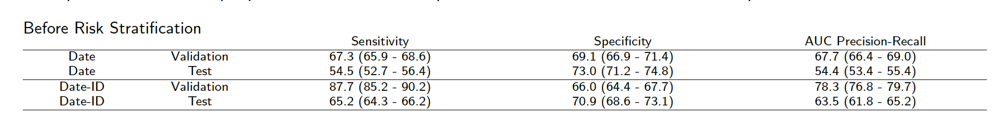 Before Risk Stratification
Sensitivity Specificity AUC Precision-Recall
Date Validation 67.3 (65.9 - 68.6) 69.1 (66.9 - 71.4) 67.7 (66.4 - 69.0)
Date Test 54.5 (52.7 - 56.4) 73.0 (71.2 - 74.8) 54.4 (53.4 - 55.4)
Date-ID Validation 87.7 (85.2 - 90.2) 66.0 (64.4 - 67.7) 78.3 (76.8 - 79.7)
Date-ID Test 65.2 (64.3 - 66.2) 70.9 (68.6 - 73.1) 63.5 (61.8 - 65.2)